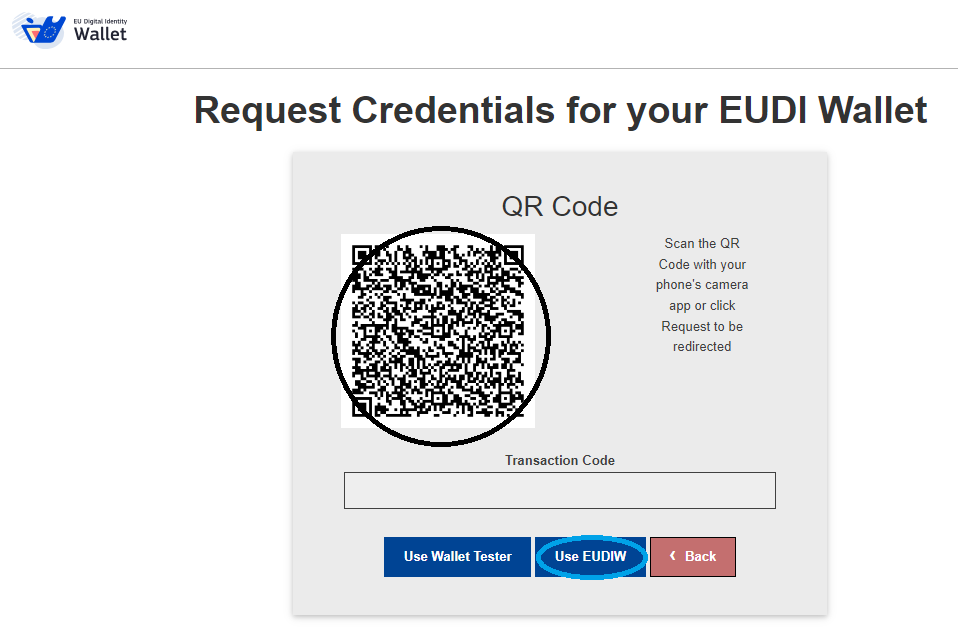 EU Digital Identity
Wallet
Request Credentials for your EUDI Wallet
QR Code
Scan the QR
Code with your
phone's camera
app or click
Request to be
redirected
Transaction Code
Use Wallet Tester
Use EUDIW
‹ Back